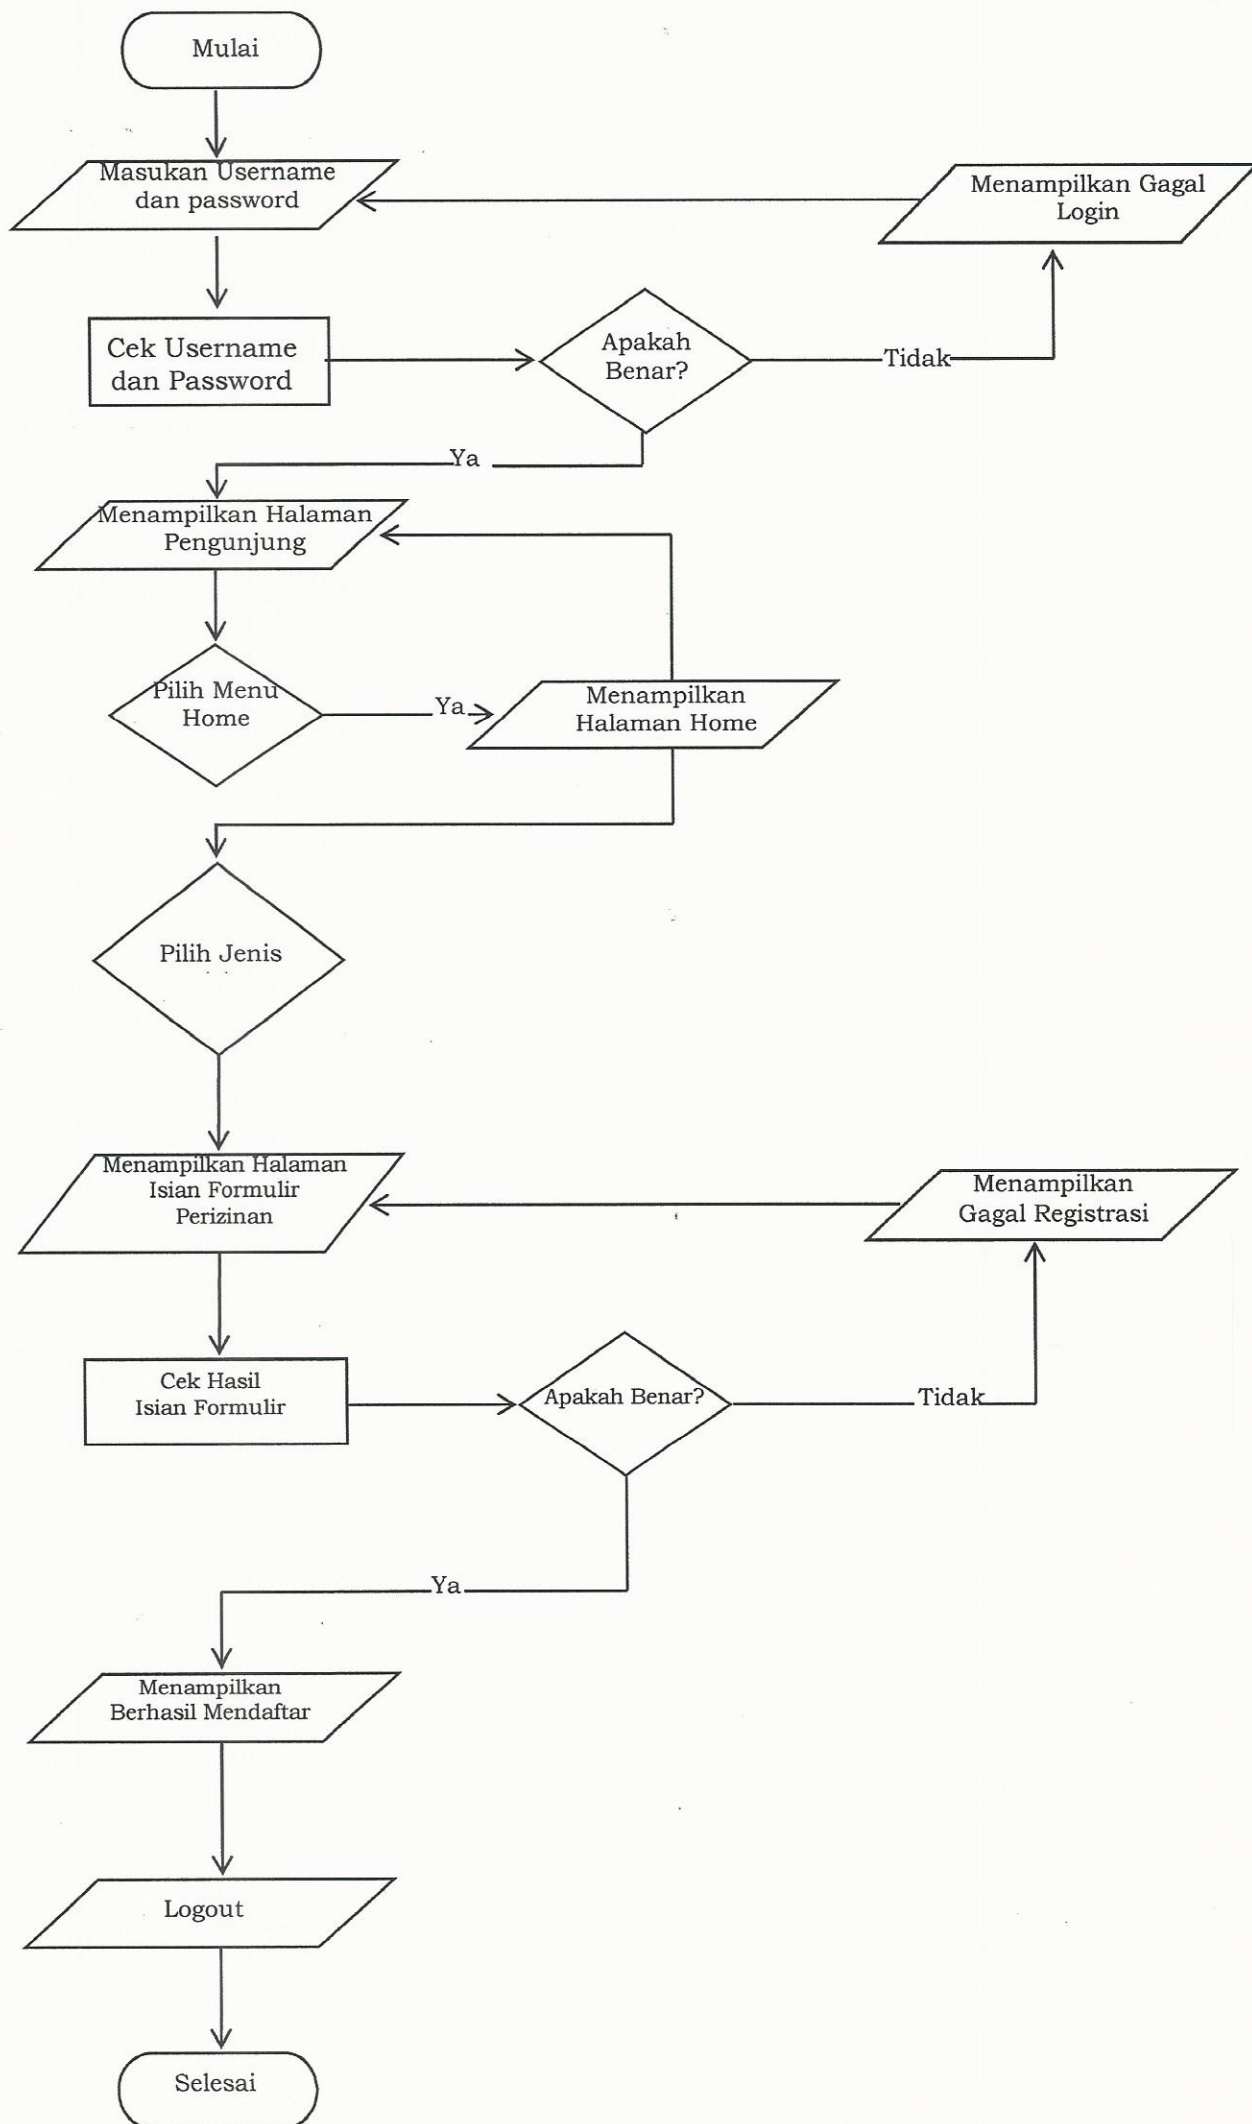 Mulai
Masukan Username
dan password
Menampilkan Gagal
Login
Cek Username
dan Password
Apakah
Benar?
Tidak
Ya
Menampilkan Halaman
Pengunjung
Pilih Menu
Home
Ya
Menampilkan
Halaman Home
Pilih Jenis
Menampilkan Halaman
Isian Formulir
Perizinan
Menampilkan
Gagal Registrasi
Cek Hasil
Isian Formulir
Apakah Benar?
Tidak
Ya
Menampilkan
Berhasil Mendaftar
Logout
Selesai